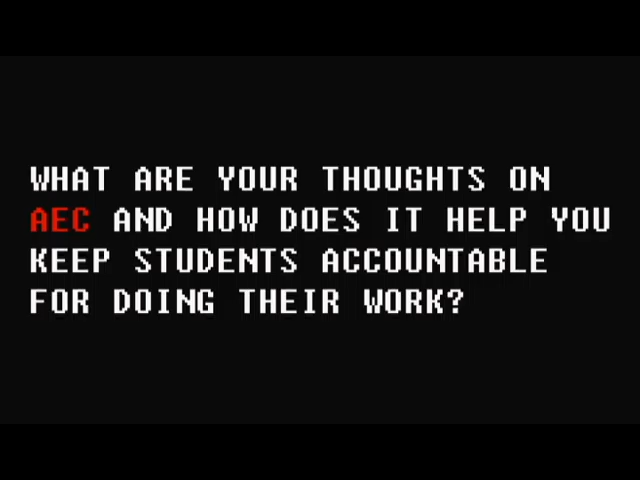 WHAT ARE YOUR THOUGHTS ON
AEC AND HOW DOES IT HELP YOU
KEEP STUDENTS ACCOUNTABLE
FOR DOING THEIR WORK?